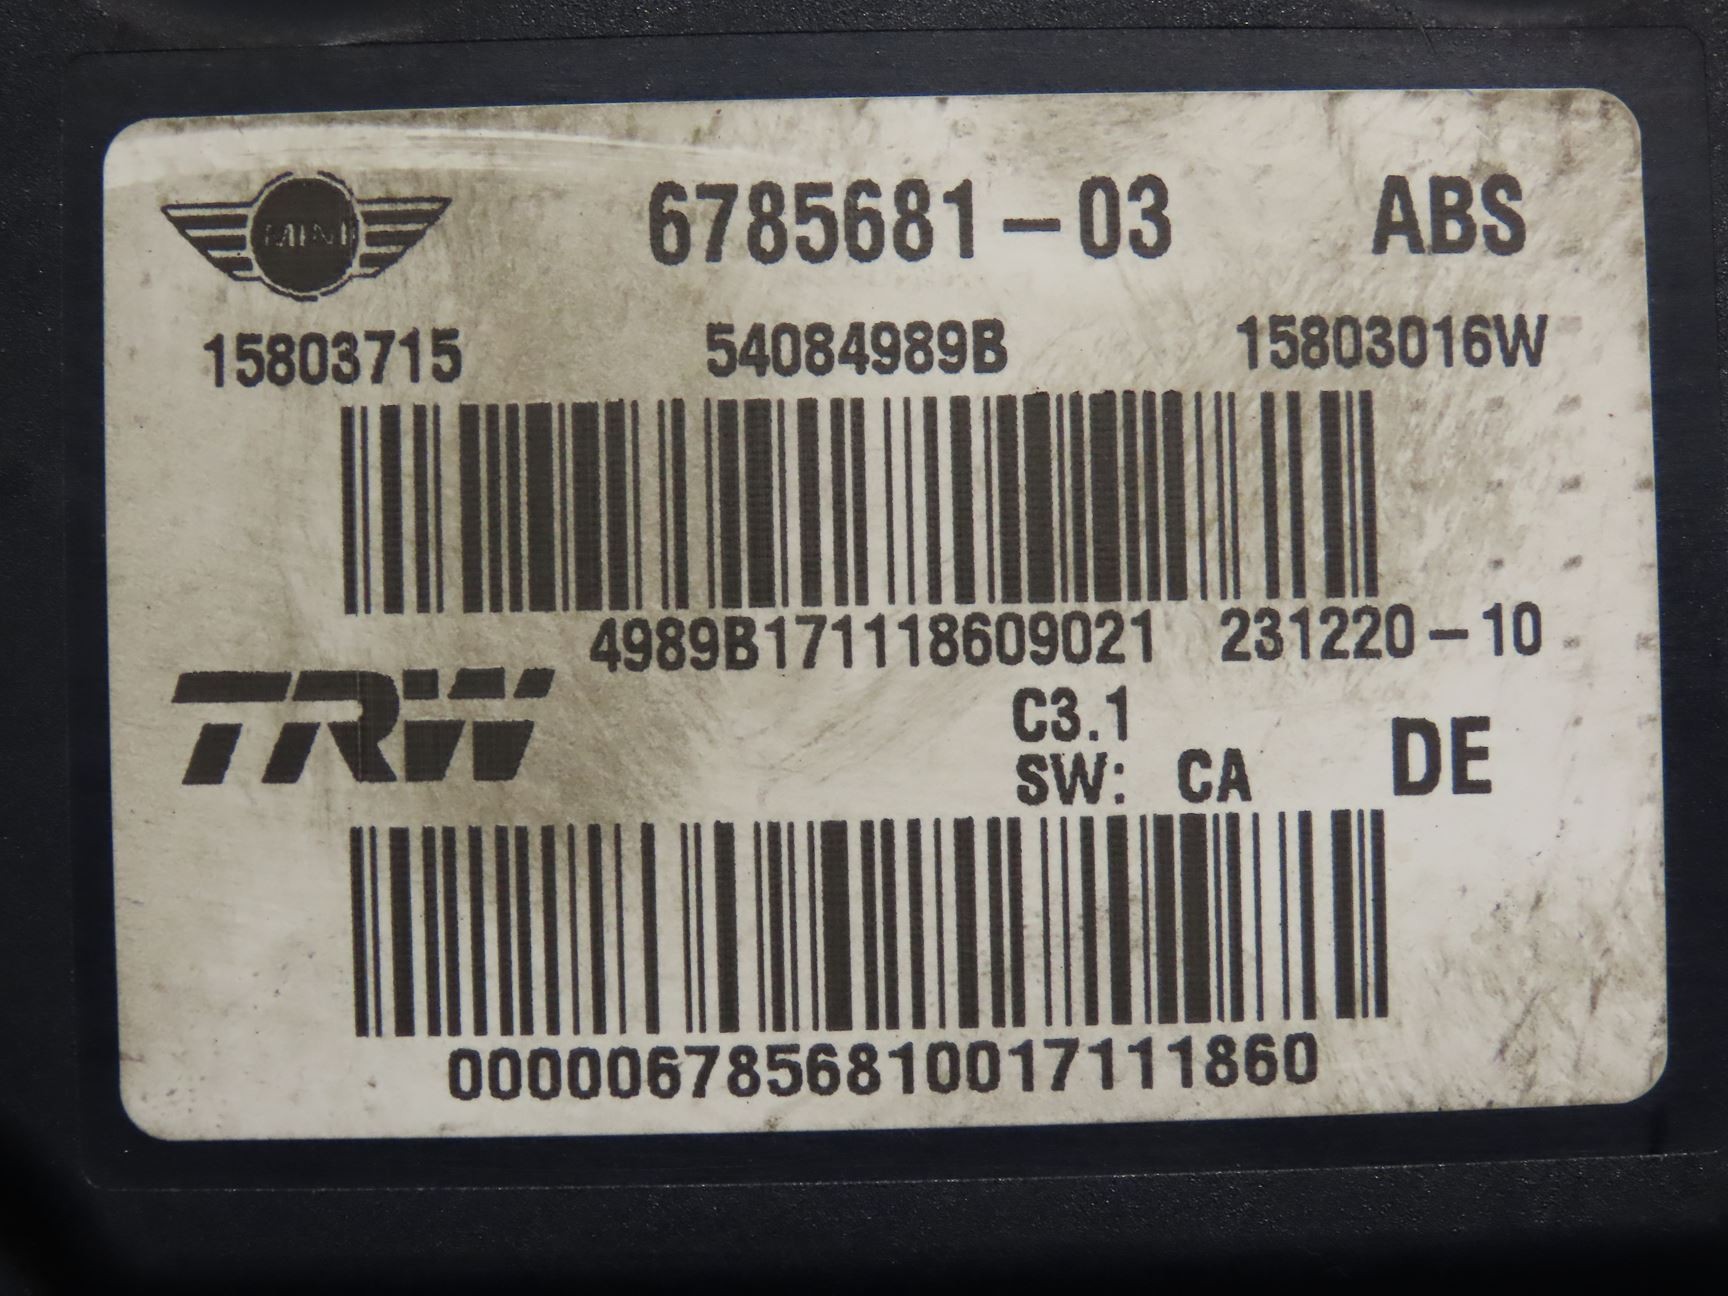 MINI 6785681-03 ABS
15803715 54084989B 15803016W
4989B171118609021 231220-10
TRW C3.1 DE
SW: CA
0000067856810017111860